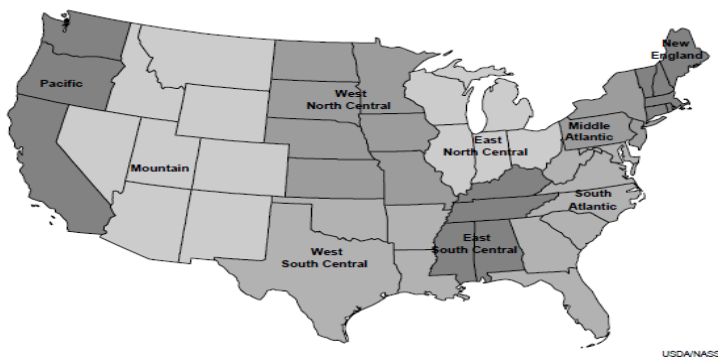 New
England
Pacific
West
North Central
Middle
Atlantic
East
North Central
Mountain
South
Atlantic
East
South Central
West
South Central
USDA/NASS